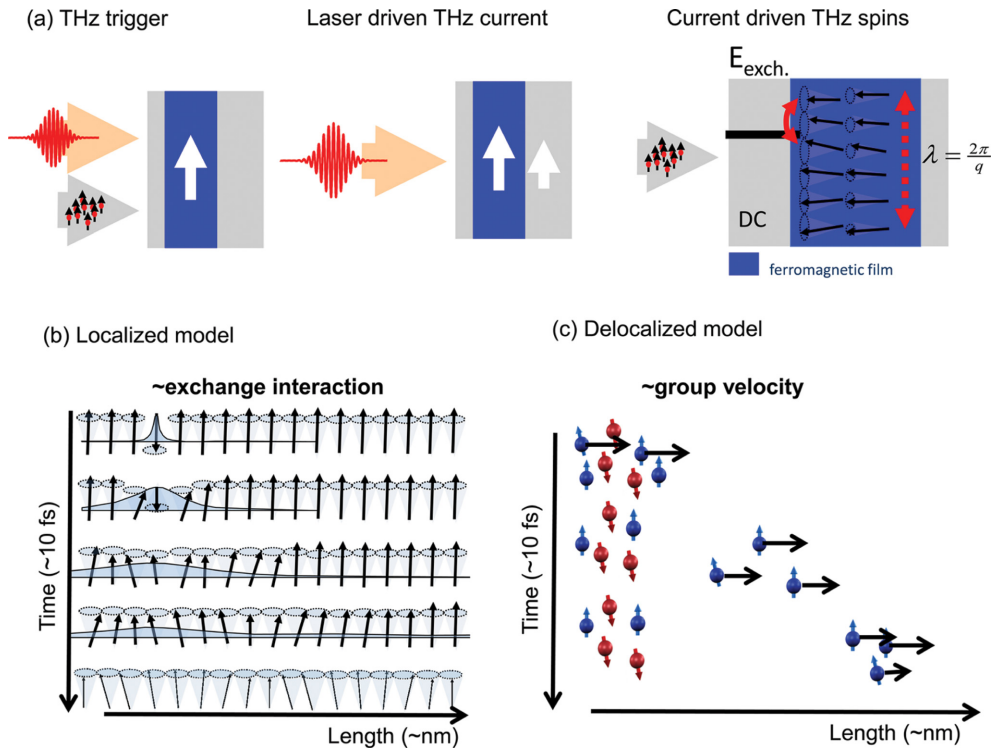 (a) THz trigger
Laser driven THz current
Current driven THz spins
E_exch.
λ = 2π/q
DC
ferromagnetic film
(b) Localized model
(c) Delocalized model
~exchange interaction
~group velocity
Time (~10 fs)
Time (~10 fs)
Length (~nm)
Length (~nm)